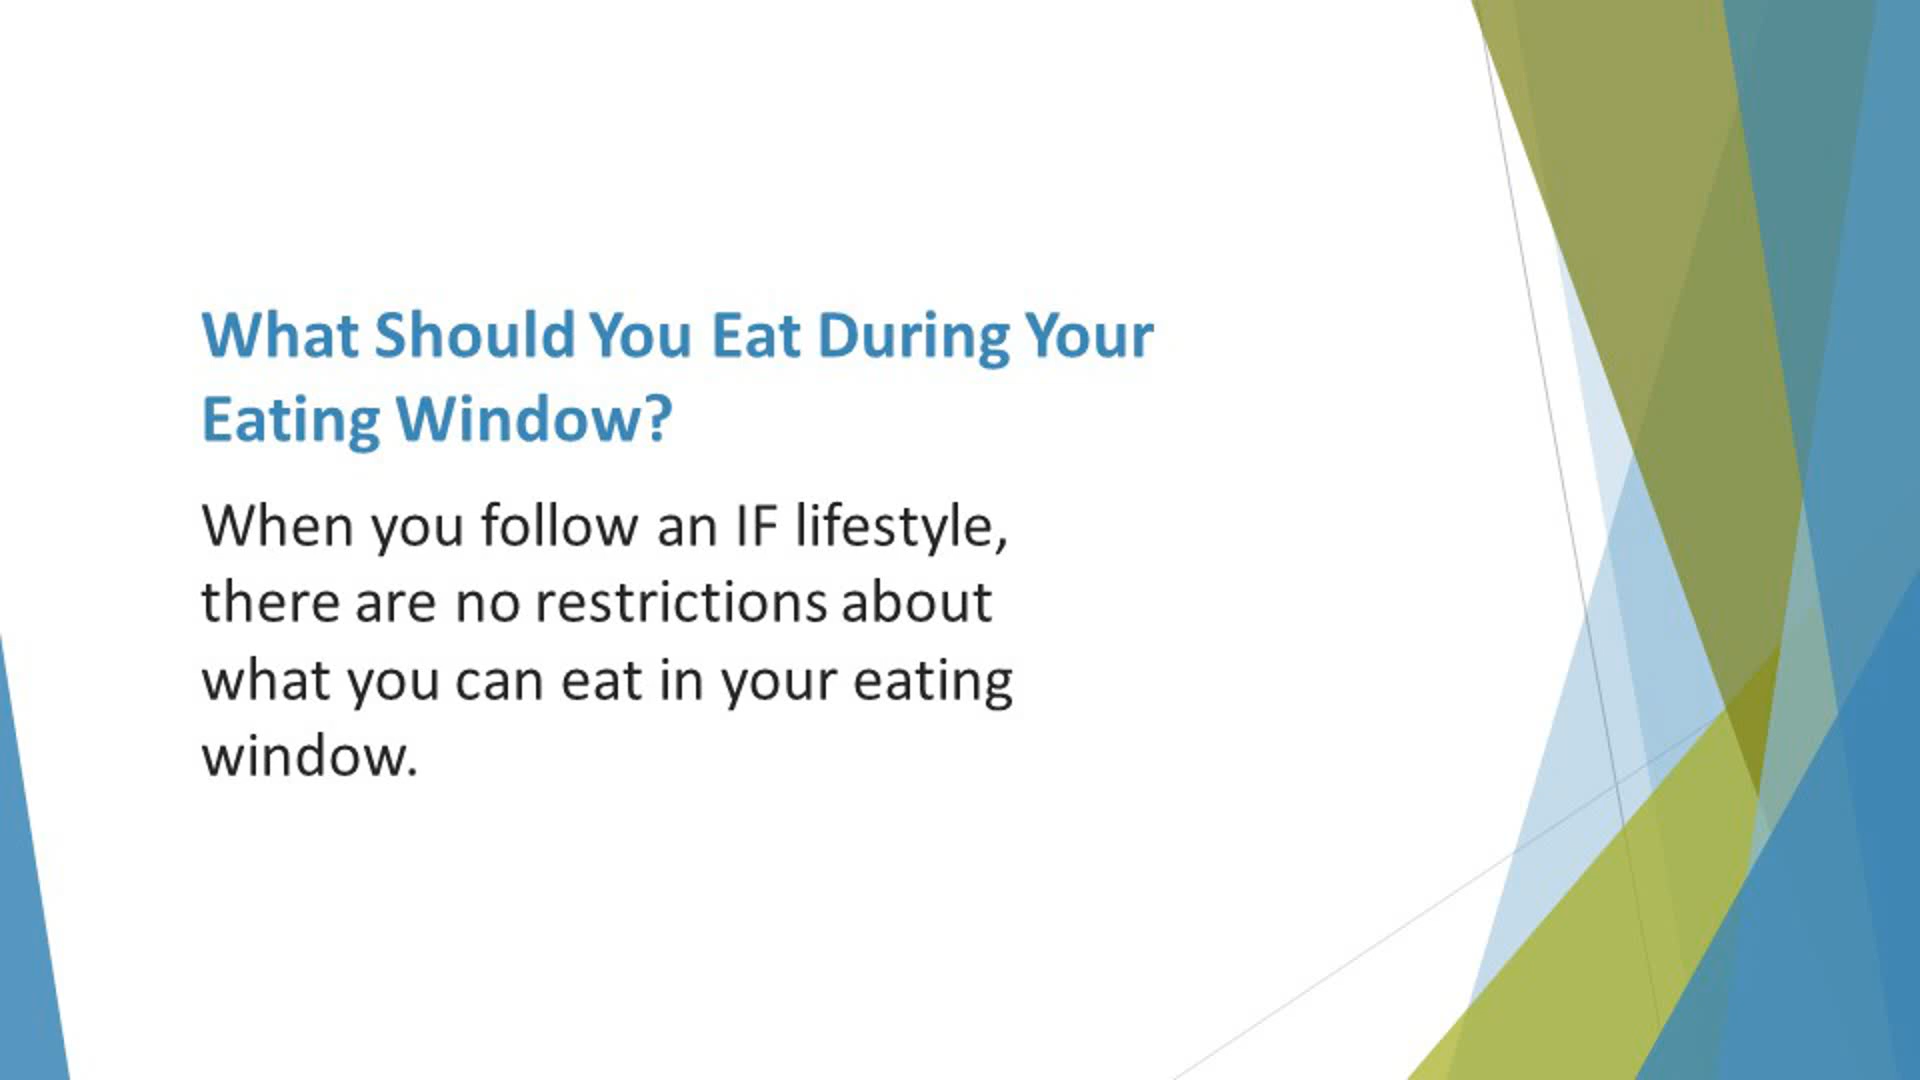 What Should You Eat During Your
Eating Window?
When you follow an IF lifestyle,
there are no restrictions about
what you can eat in your eating
window.